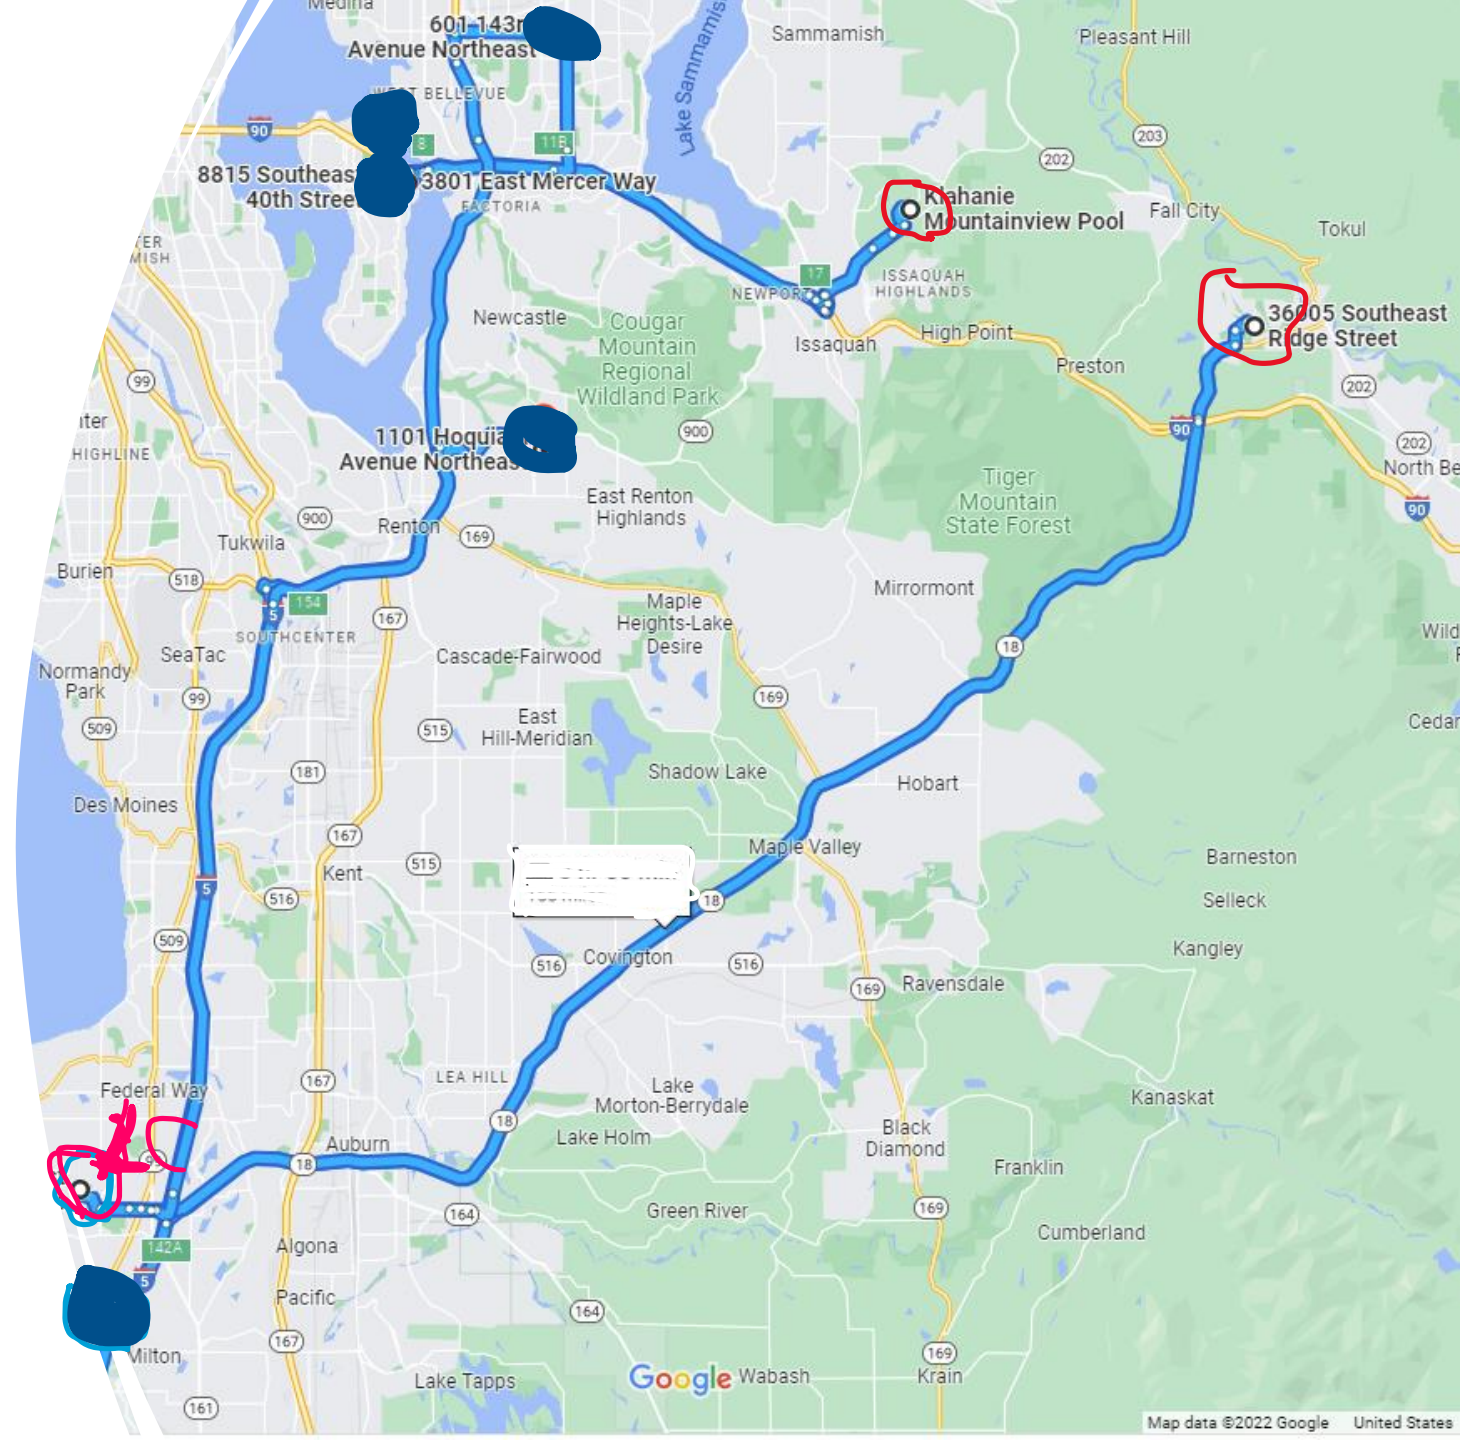 Medina
601 143r
Avenue Northeast
Sammamish
Pleasant Hill
Lake Sammamis
WEST BELLEVUE
90
8
11B
203
202
8815 Southeas
40th Stree
3801 East Mercer Way
FACTORIA
Klahanie
Mountainview Pool
Fall City
Tokul
TER
MISH
17
NEWPORT
ISSAQUAH
HIGHLANDS
Newcastle
Cougar
Mountain
Regional
Wildland Park
Issaquah
High Point
Preston
36005 Southeast
Ridge Street
99
202
nter
HIGHLINE
1101 Hoquia
Avenue Northeas
900
90
202
North Be
East Renton
Highlands
Tiger
Mountain
State Forest
90
900
Renton
169
Tukwila
Burien
518
154
5
SOUTHCENTER
167
Maple
Heights-Lake
Desire
Mirrormont
Wild
F
18
SeaTac
Cascade-Fairwood
Normandy
Park
99
169
509
515
East
Hill-Meridian
Cedar
181
Shadow Lake
Hobart
Des Moines
167
Maple Valley
515
Kent
Barneston
5
516
18
Selleck
509
Covington
516
516
Kangley
169
Ravensdale
Federal Way
167
LEA HILL
Lake
Morton-Berrydale
Kanaskat
18
Lake Holm
Black
Diamond
Auburn
18
99
Franklin
164
Green River
169
Cumberland
142A
Algona
5
Pacific
164
167
Milton
169
Lake Tapps
Google
Wabash
Krain
161
Map data ©2022 Google United States